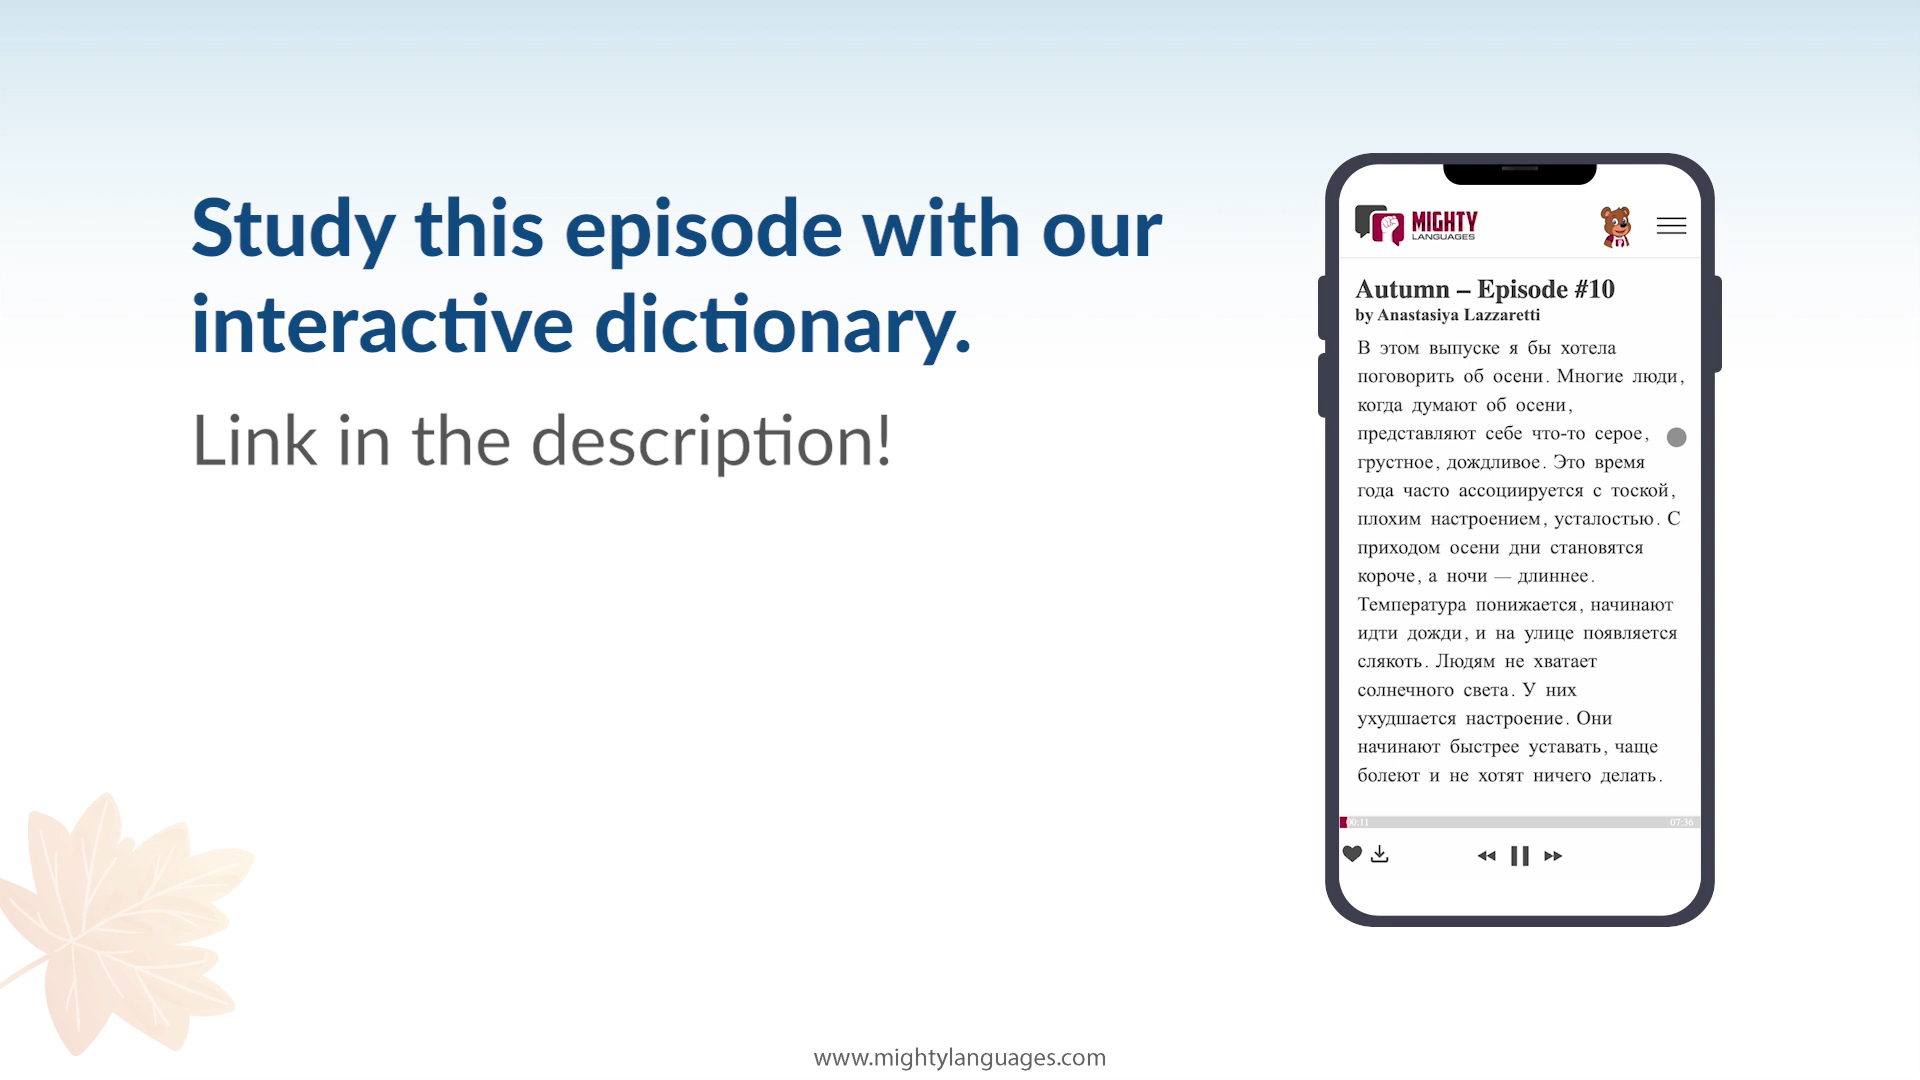 Study this episode with our
interactive dictionary.
Link in the description!
MIGHTY
LANGUAGES
Autumn – Episode #10
by Anastasiya Lazzaretti
В этом выпуске я бы хотела
поговорить об осени. Многие люди,
когда думают об осени,
представляют себе что-то серое,
грустное, дождливое. Это время
года часто ассоциируется с тоской,
плохим настроением, усталостью. С
приходом осени дни становятся
короче, а ночи — длиннее.
Температура понижается, начинают
идти дожди, и на улице появляется
слякоть. Людям не хватает
солнечного света. У них
ухудшается настроение. Они
начинают быстрее уставать, чаще
болеют и не хотят ничего делать.
00:11 07:36
www.mightylanguages.com